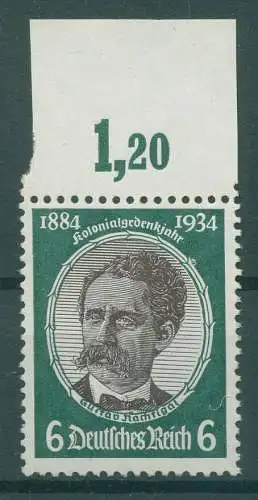 1,20
1884 1934
Kolonialgedenkjahr
Gustav Nachtigal
6 Deutsches Reich 6